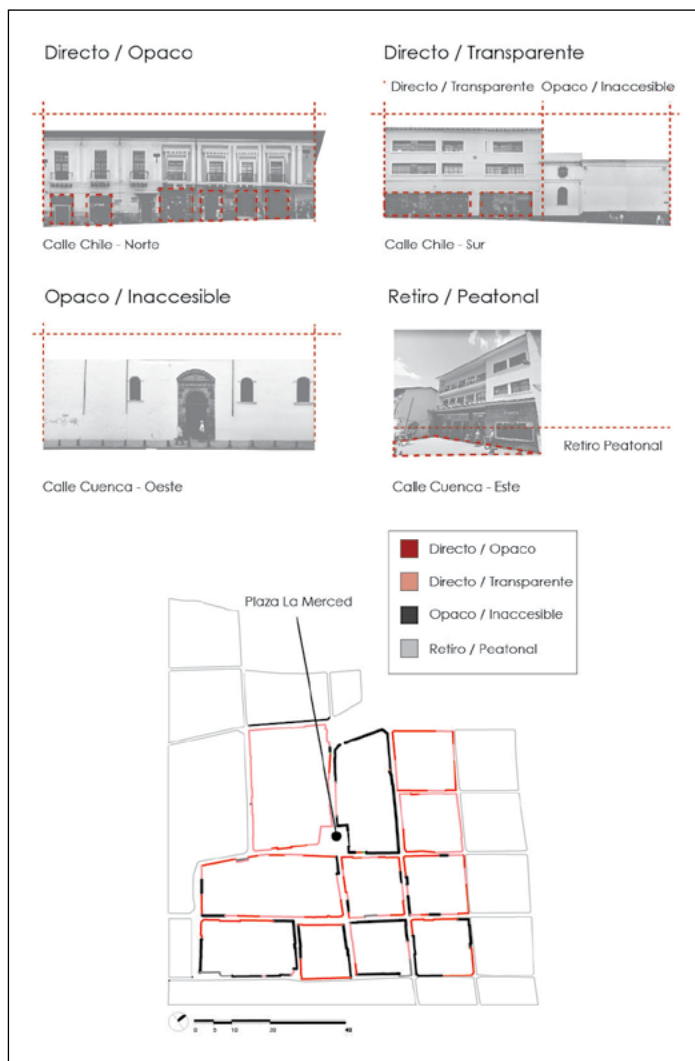 Directo / Opaco
Calle Chile - Norte
Directo / Transparente
Directo / Transparente
Opaco / Inaccesible
Calle Chile - Sur
Opaco / Inaccesible
Calle Cuenca - Oeste
Retiro / Peatonal
Retiro Peatonal
Calle Cuenca - Este
Directo / Opaco
Directo / Transparente
Opaco / Inaccesible
Retiro / Peatonal
Plaza La Merced
0 5 10 20 40